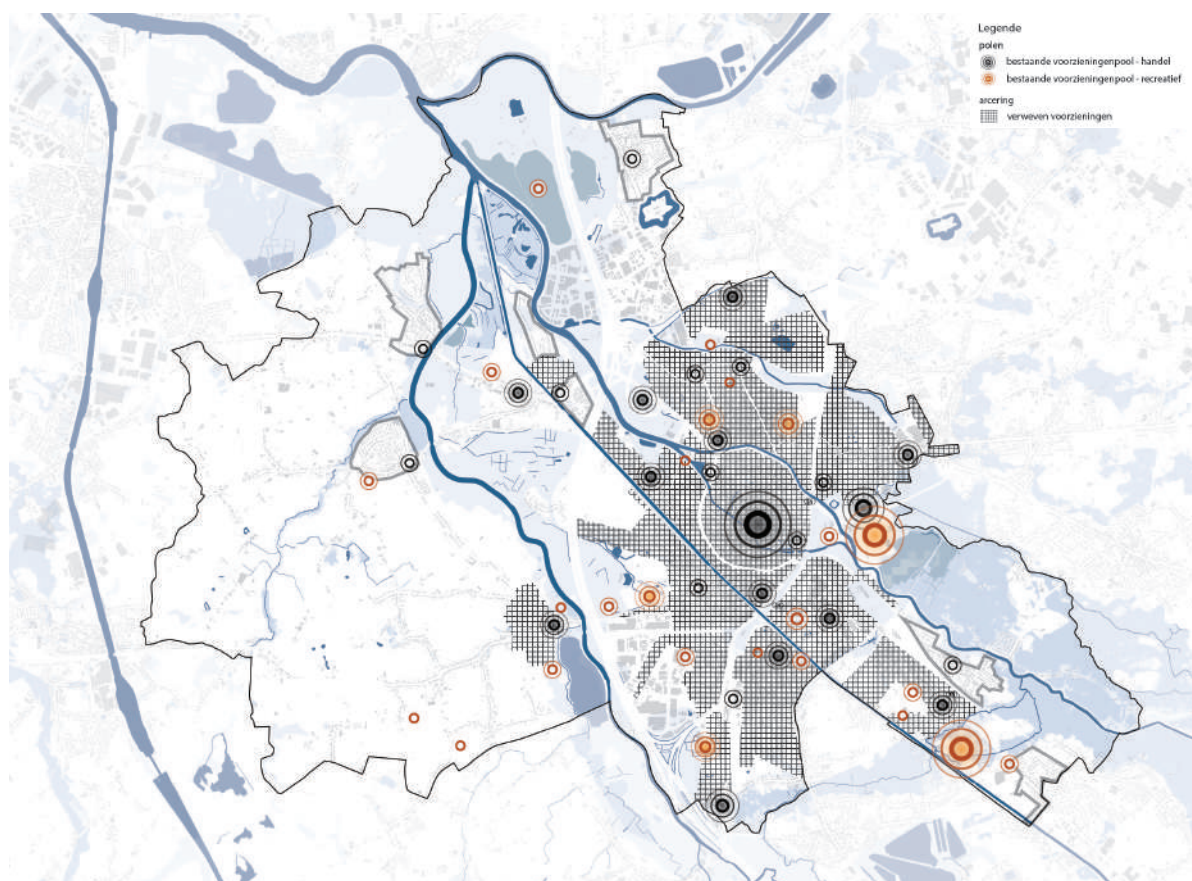 Legende
polen
bestaande voorzieningenpool - handel
bestaande voorzieningenpool - recreatief
arcering
verweven voorzieningen